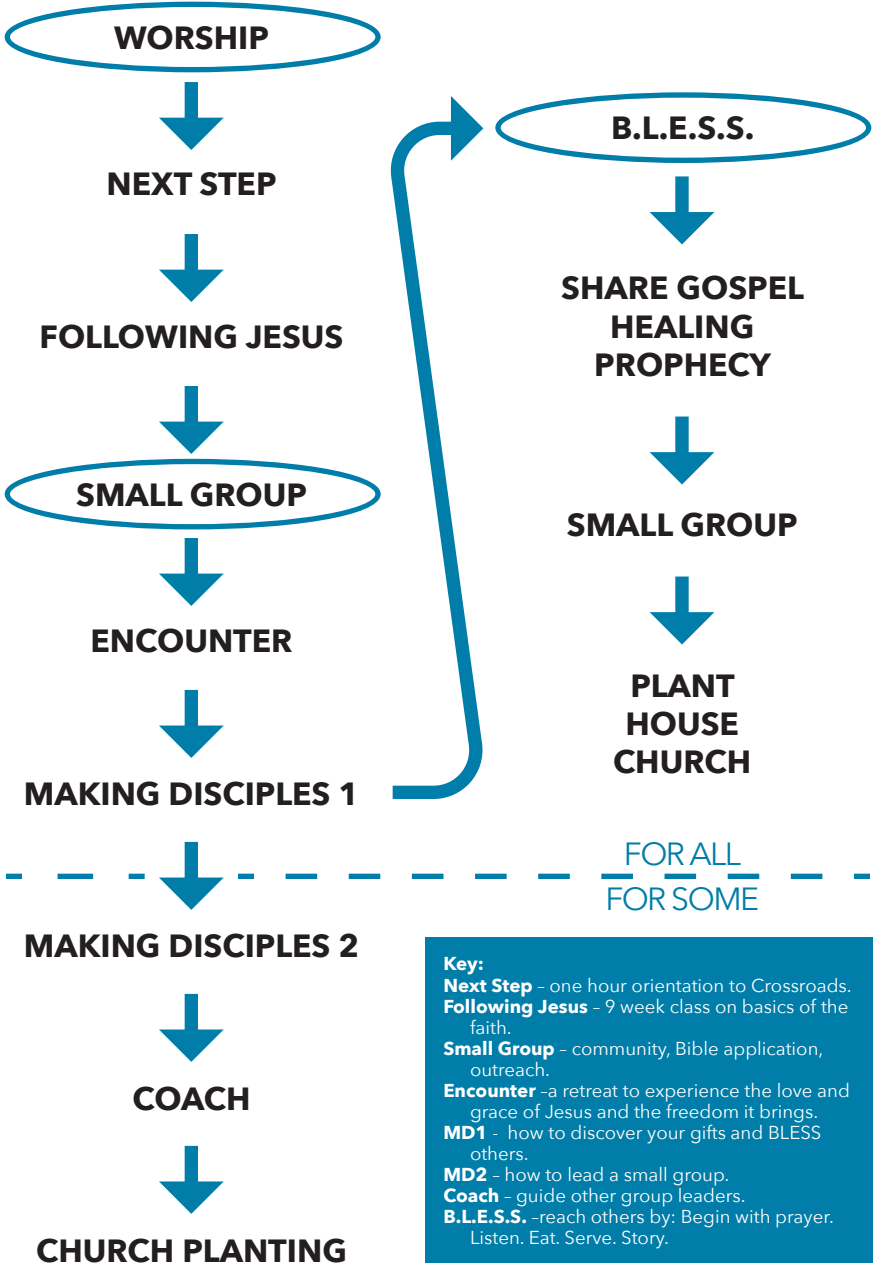 WORSHIP
NEXT STEP
FOLLOWING JESUS
SMALL GROUP
ENCOUNTER
MAKING DISCIPLES 1
B.L.E.S.S.
SHARE GOSPEL
HEALING
PROPHECY
SMALL GROUP
PLANT
HOUSE
CHURCH
FOR ALL
FOR SOME
MAKING DISCIPLES 2
COACH
CHURCH PLANTING
Key:
Next Step – one hour orientation to Crossroads.
Following Jesus – 9 week class on basics of the
faith.
Small Group – community, Bible application,
outreach.
Encounter –a retreat to experience the love and
grace of Jesus and the freedom it brings.
MD1 - how to discover your gifts and BLESS
others.
MD2 – how to lead a small group.
Coach – guide other group leaders.
B.L.E.S.S. –reach others by: Begin with prayer.
Listen. Eat. Serve. Story.